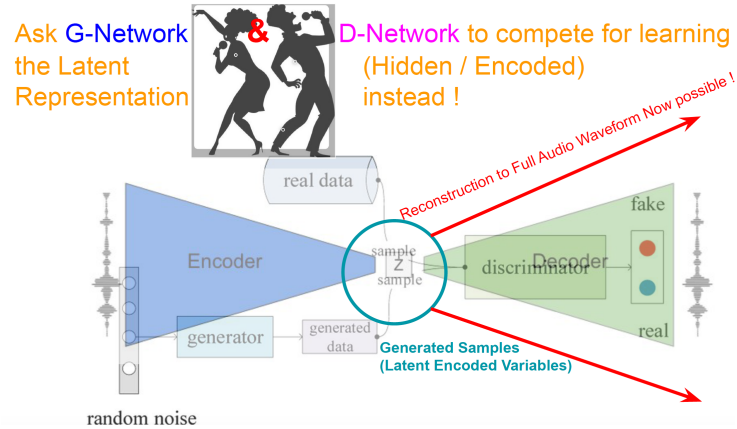 Ask G-Network & D-Network to compete for learning
the Latent (Hidden / Encoded)
Representation instead !
Reconstruction to Full Audio Waveform Now possible !
real data
fake
Encoder
sample
Z
sample
discriminator
Decoder
generator
generated
data
real
Generated Samples
(Latent Encoded Variables)
random noise